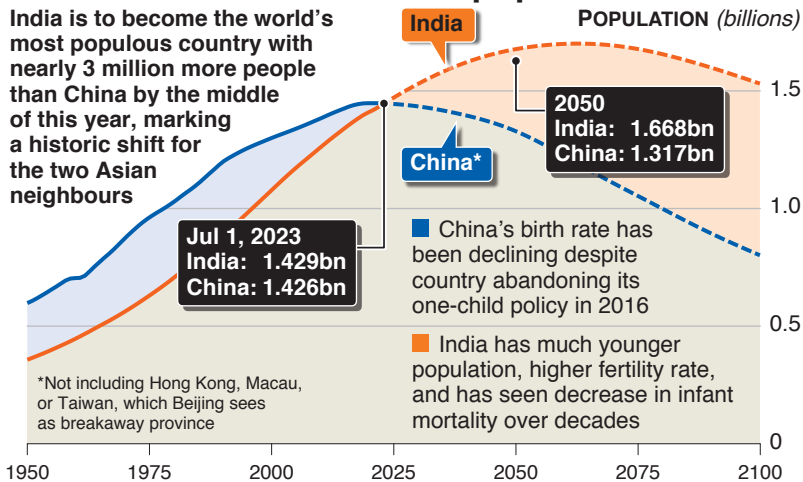 India is to become the world's
most populous country with
nearly 3 million more people
than China by the middle
of this year, marking
a historic shift for
the two Asian
neighbours
POPULATION (billions)
India
China*
2050
India: 1.668bn
China: 1.317bn
Jul 1, 2023
India: 1.429bn
China: 1.426bn
China's birth rate has
been declining despite
country abandoning its
one-child policy in 2016
India has much younger
population, higher fertility rate,
and has seen decrease in infant
mortality over decades
*Not including Hong Kong, Macau,
or Taiwan, which Beijing sees
as breakaway province
1.5
1.0
0.5
0
1950 1975 2000 2025 2050 2075 2100